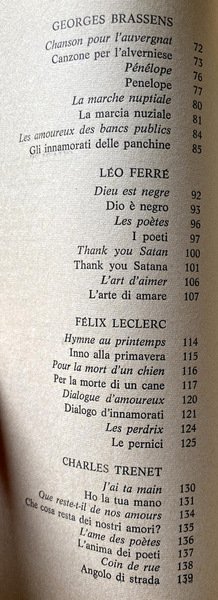 GEORGES BRASSENS
Chanson pour l'auvergnat 72
Canzone per l'alverniese 73
Pénélope 76
Penelope 77
La marche nuptiale 80
La marcia nuziale 81
Les amoureux des bancs publics 84
Gli innamorati delle panchine 85
LÉO FERRÉ
Dieu est negre 92
Dio è negro 93
Les poètes 96
I poeti 97
Thank you Satan 100
Thank you Satana 101
L'art d'aimer 106
L'arte di amare 107
FÉLIX LECLERC
Hymne au printemps 114
Inno alla primavera 115
Pour la mort d'un chien 116
Per la morte di un cane 117
Dialogue d'amoureux 120
Dialogo d'innamorati 121
Les perdrix 124
Le pernici 125
CHARLES TRENET
J'ai ta main 130
Ho la tua mano 131
Que reste-t-il de nos amours 134
Che cosa resta dei nostri amori? 135
L'ame des poètes 136
L'anima dei poeti 137
Coin de rue 138
Angolo di strada 139